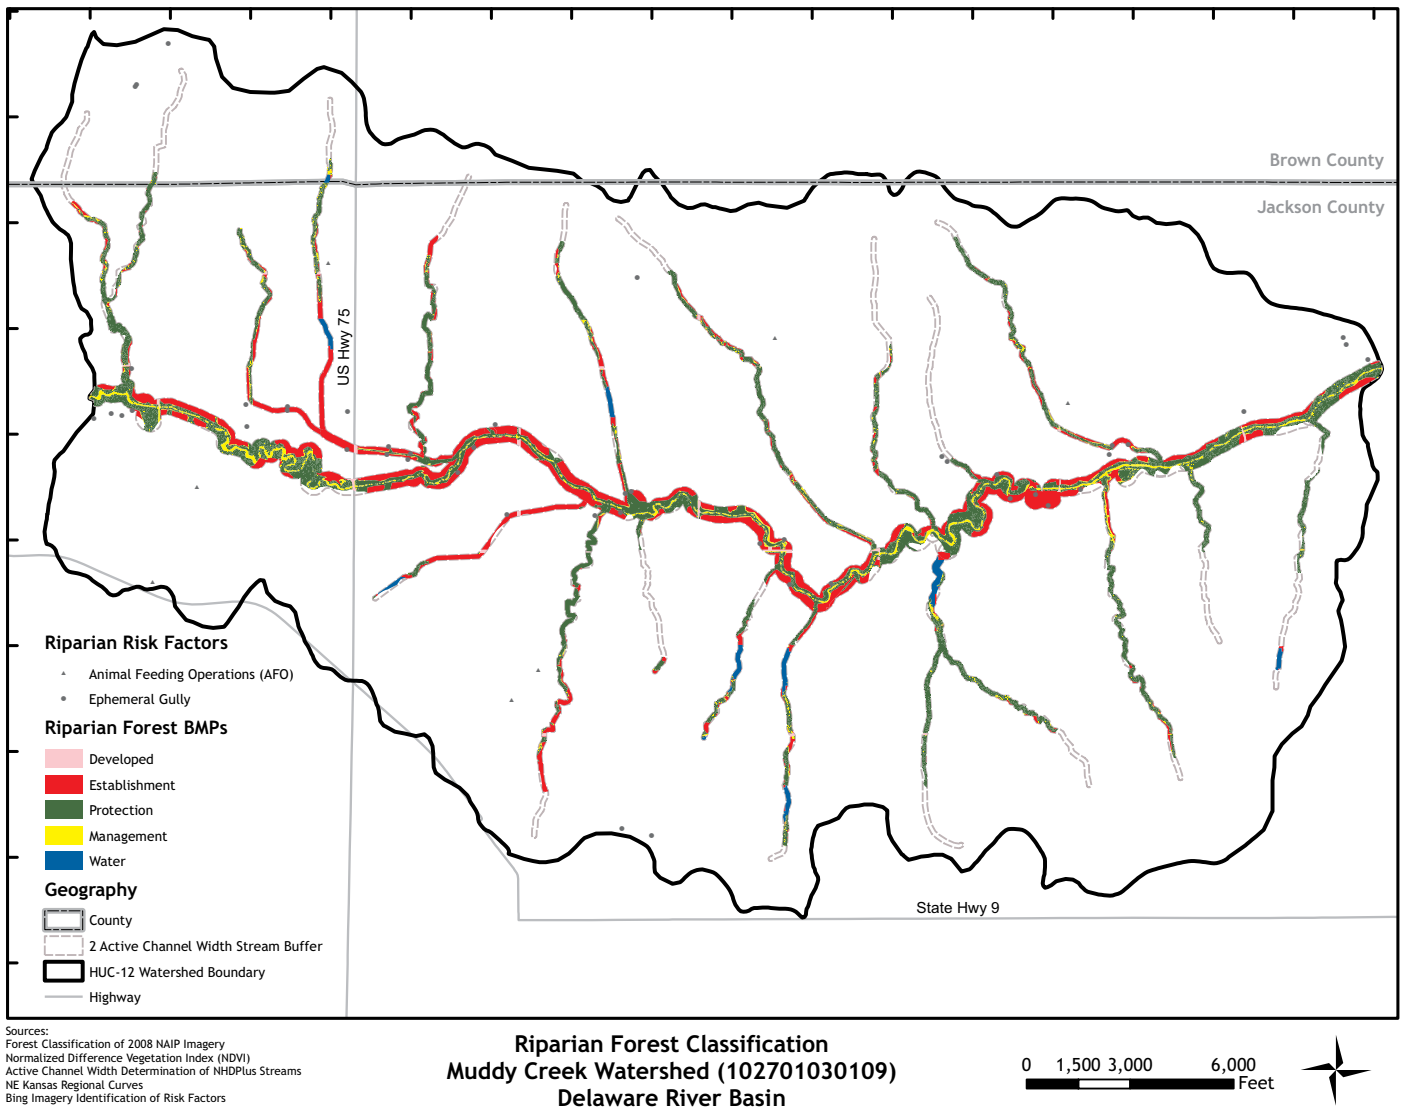 Brown County
Jackson County
US Hwy 75
Riparian Risk Factors
Animal Feeding Operations (AFO)
Ephemeral Gully
Riparian Forest BMPs
Developed
Establishment
Protection
Management
Water
Geography
County
2 Active Channel Width Stream Buffer
HUC-12 Watershed Boundary
Highway
State Hwy 9
Sources:
Forest Classification of 2008 NAIP Imagery
Normalized Difference Vegetation Index (NDVI)
Active Channel Width Determination of NHDPlus Streams
NE Kansas Regional Curves
Bing Imagery Identification of Risk Factors
Riparian Forest Classification
Muddy Creek Watershed (102701030109)
Delaware River Basin
0 1,500 3,000 6,000
Feet